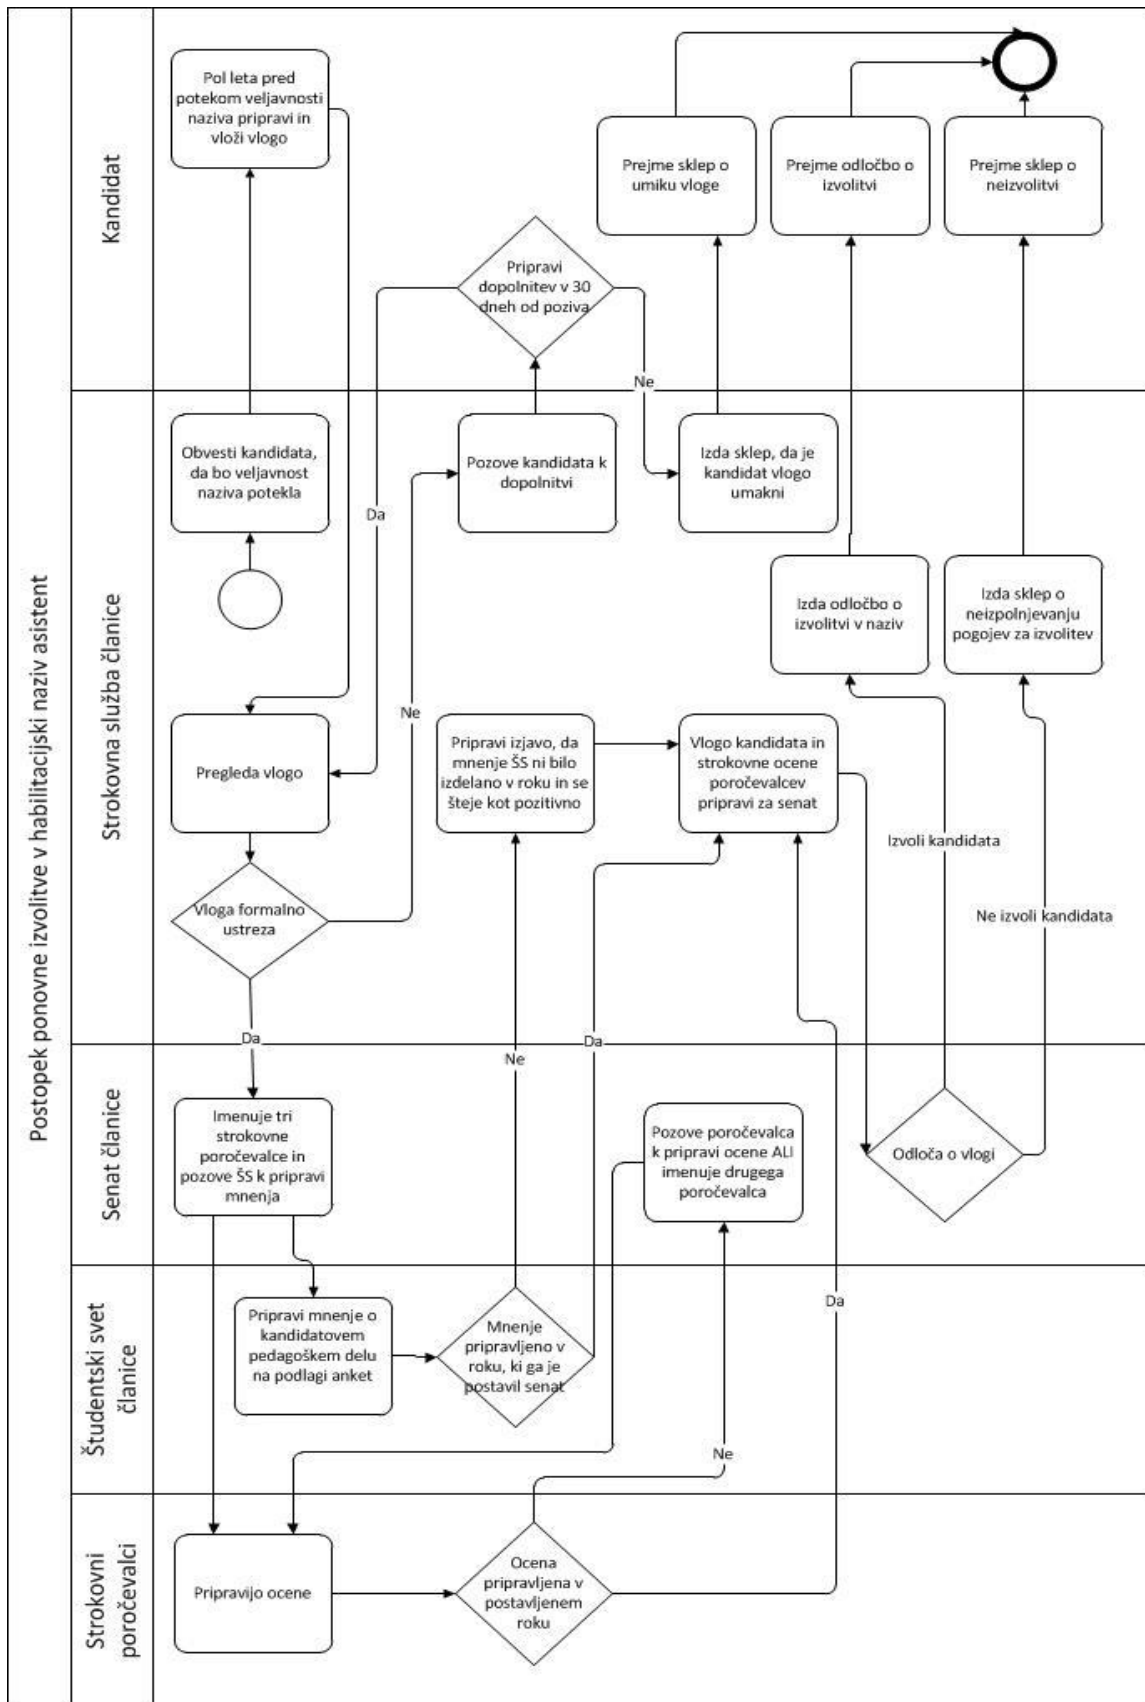 Postopek ponovne izvolitve v habilitacijski naziv asistent
Kandidat
Pol leta pred
potekom veljavnosti
naziva pripravi in
vloži vlogo
Prejme sklep o
umiku vloge
Prejme odločbo o
izvolitvi
Prejme sklep o
neizvolitvi
Pripravi
dopolnitev v 30
dneh od poziva
Ne
Da
Strokovna služba članice
Obvesti kandidata,
da bo veljavnost
naziva potekla
Pozove kandidata k
dopolnitvi
Izda sklep, da je
kandidat vlogo
umakni
Izda odločbo o
izvolitvi v naziv
Izda sklep o
neizpolnjevanju
pogojev za izvolitev
Pregleda vlogo
Ne
Pripravi izjavo, da
mnenje ŠS ni bilo
izdelano v roku in se
šteje kot pozitivno
Vlogo kandidata in
strokovne ocene
poročevalcev
pripravi za senat
Izvoli kandidata
Ne izvoli kandidata
Vloga formalno
ustreza
Da
Ne
Da
Senat članice
Imenuje tri
strokovne
poročevalce in
pozove ŠS k pripravi
mnenja
Pozove poročevalca
k pripravi ocene ALI
imenuje drugega
poročevalca
Odloča o vlogi
Študentski svet
članice
Pripravi mnenje o
kandidatovem
pedagoškem delu
na podlagi anket
Mnenje
pripravljeno v
roku, ki ga je
postavil senat
Da
Ne
Strokovni
poročevalci
Pripravijo ocene
Ocena
pripravljena v
postavljenem
roku